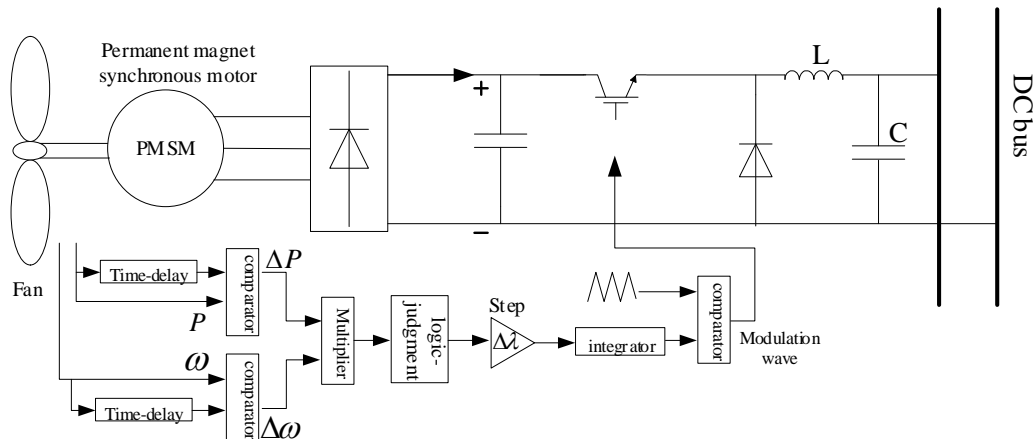 Permanent magnet
synchronous motor
PMSM
Fan
+
−
L
C
DC bus
Time-delay
comparator
ΔP
P
ω
Time-delay
comparator
Δω
Multiplier
logic-
judgment
Step
Δλ
integrator
comparator
Modulation
wave